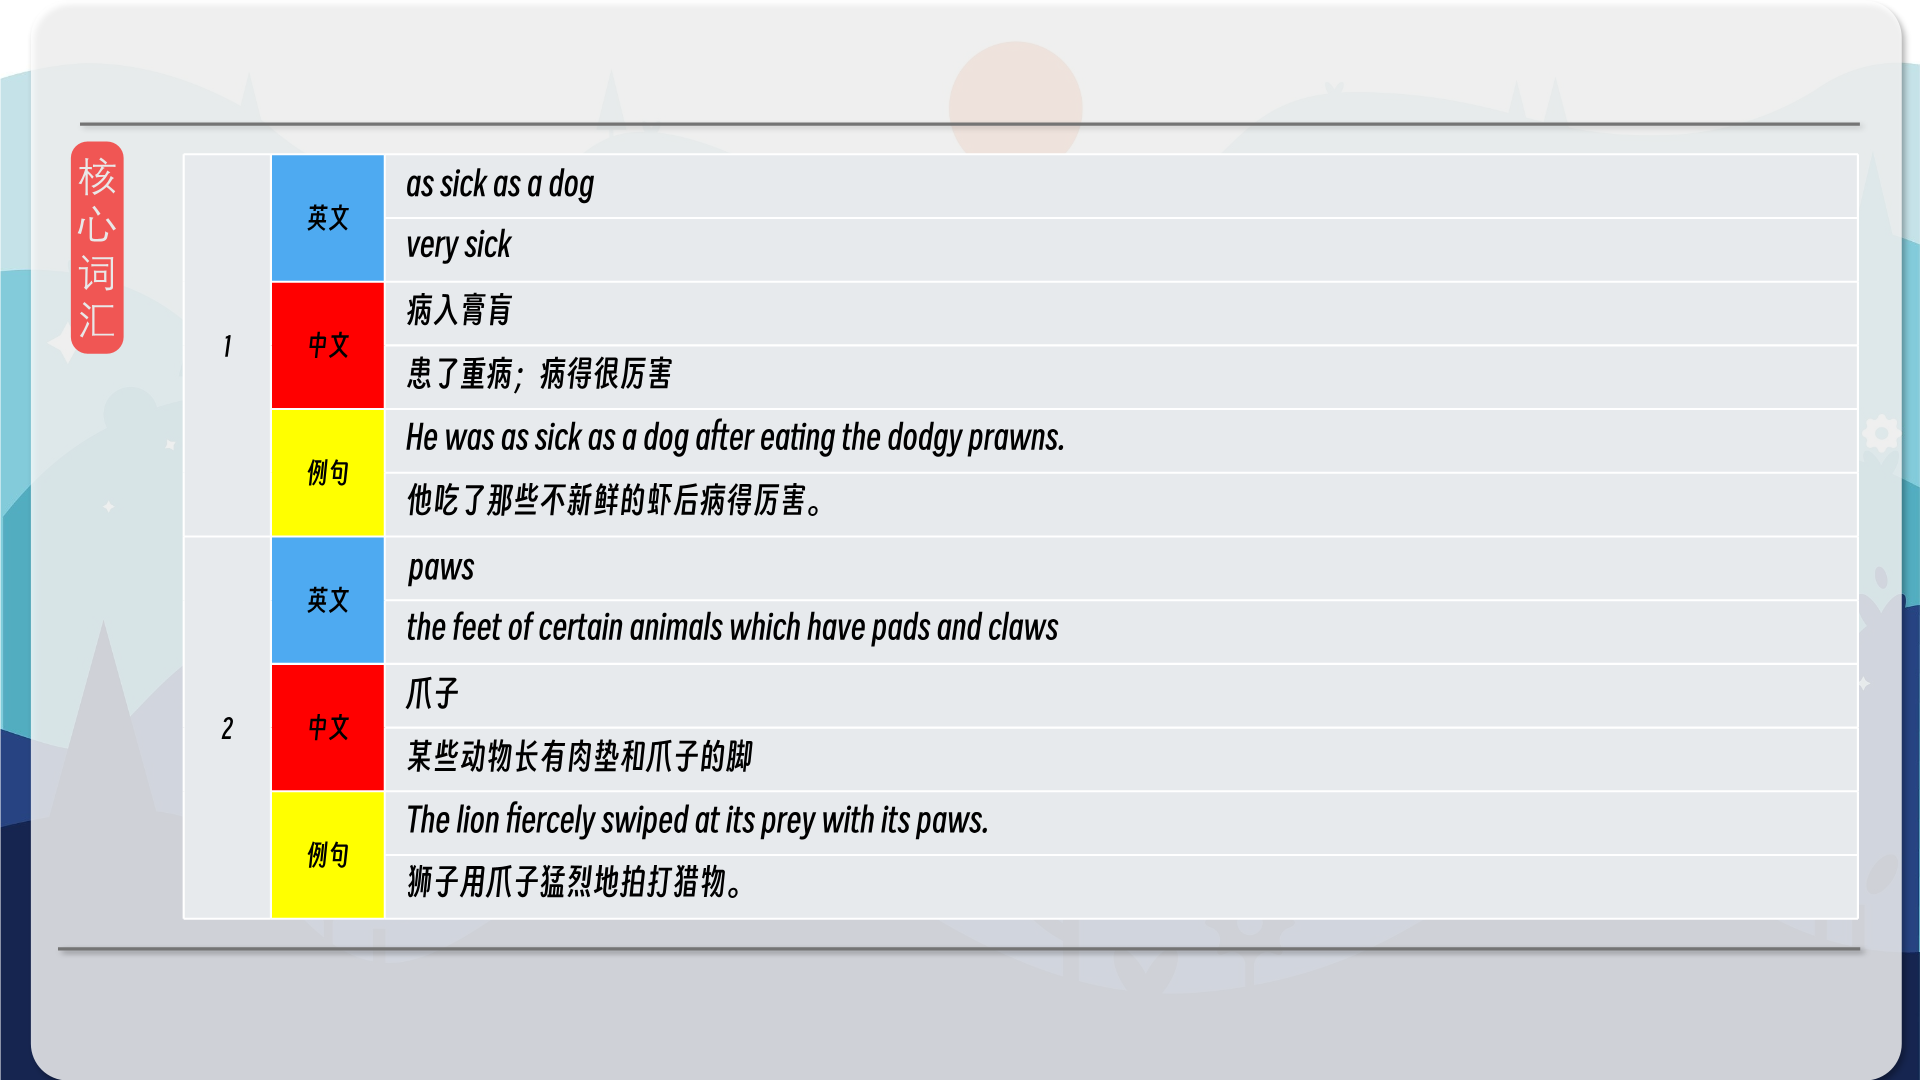 核心词汇
1
英文
as sick as a dog
very sick
中文
病入膏肓
患了重病；病得很厉害
例句
He was as sick as a dog after eating the dodgy prawns.
他吃了那些不新鲜的虾后病得厉害。
2
英文
paws
the feet of certain animals which have pads and claws
中文
爪子
某些动物长有肉垫和爪子的脚
例句
The lion fiercely swiped at its prey with its paws.
狮子用爪子猛烈地拍打猎物。